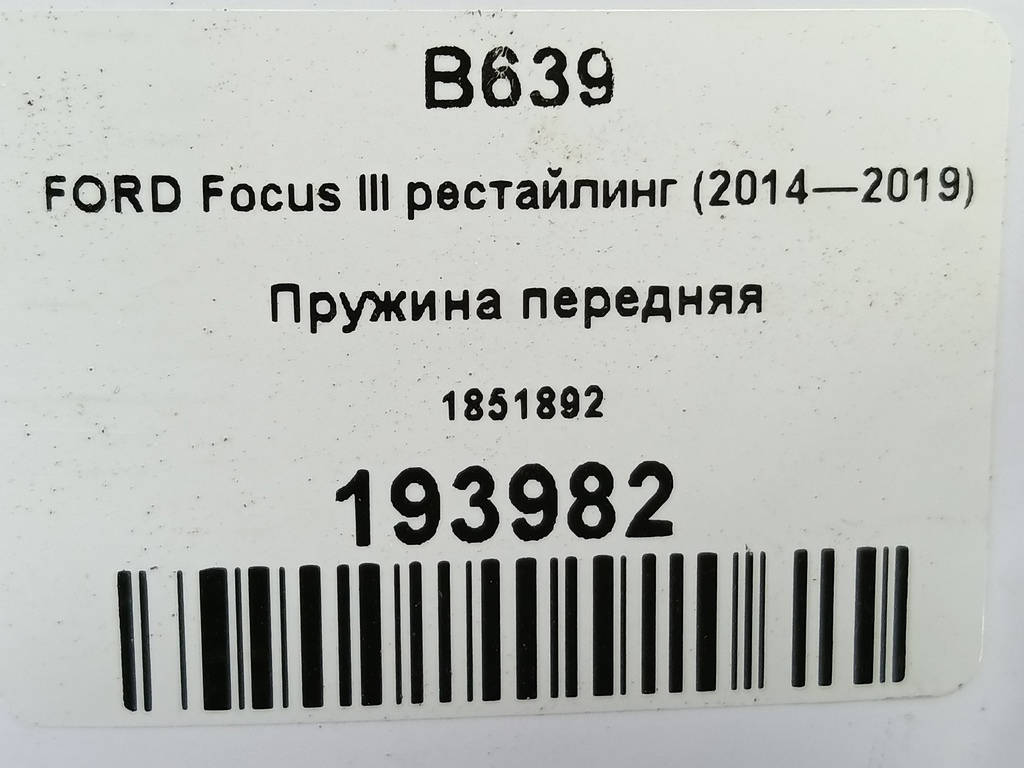 B639
FORD Focus III рестайлинг (2014—2019)
Пружина передняя
1851892
193982